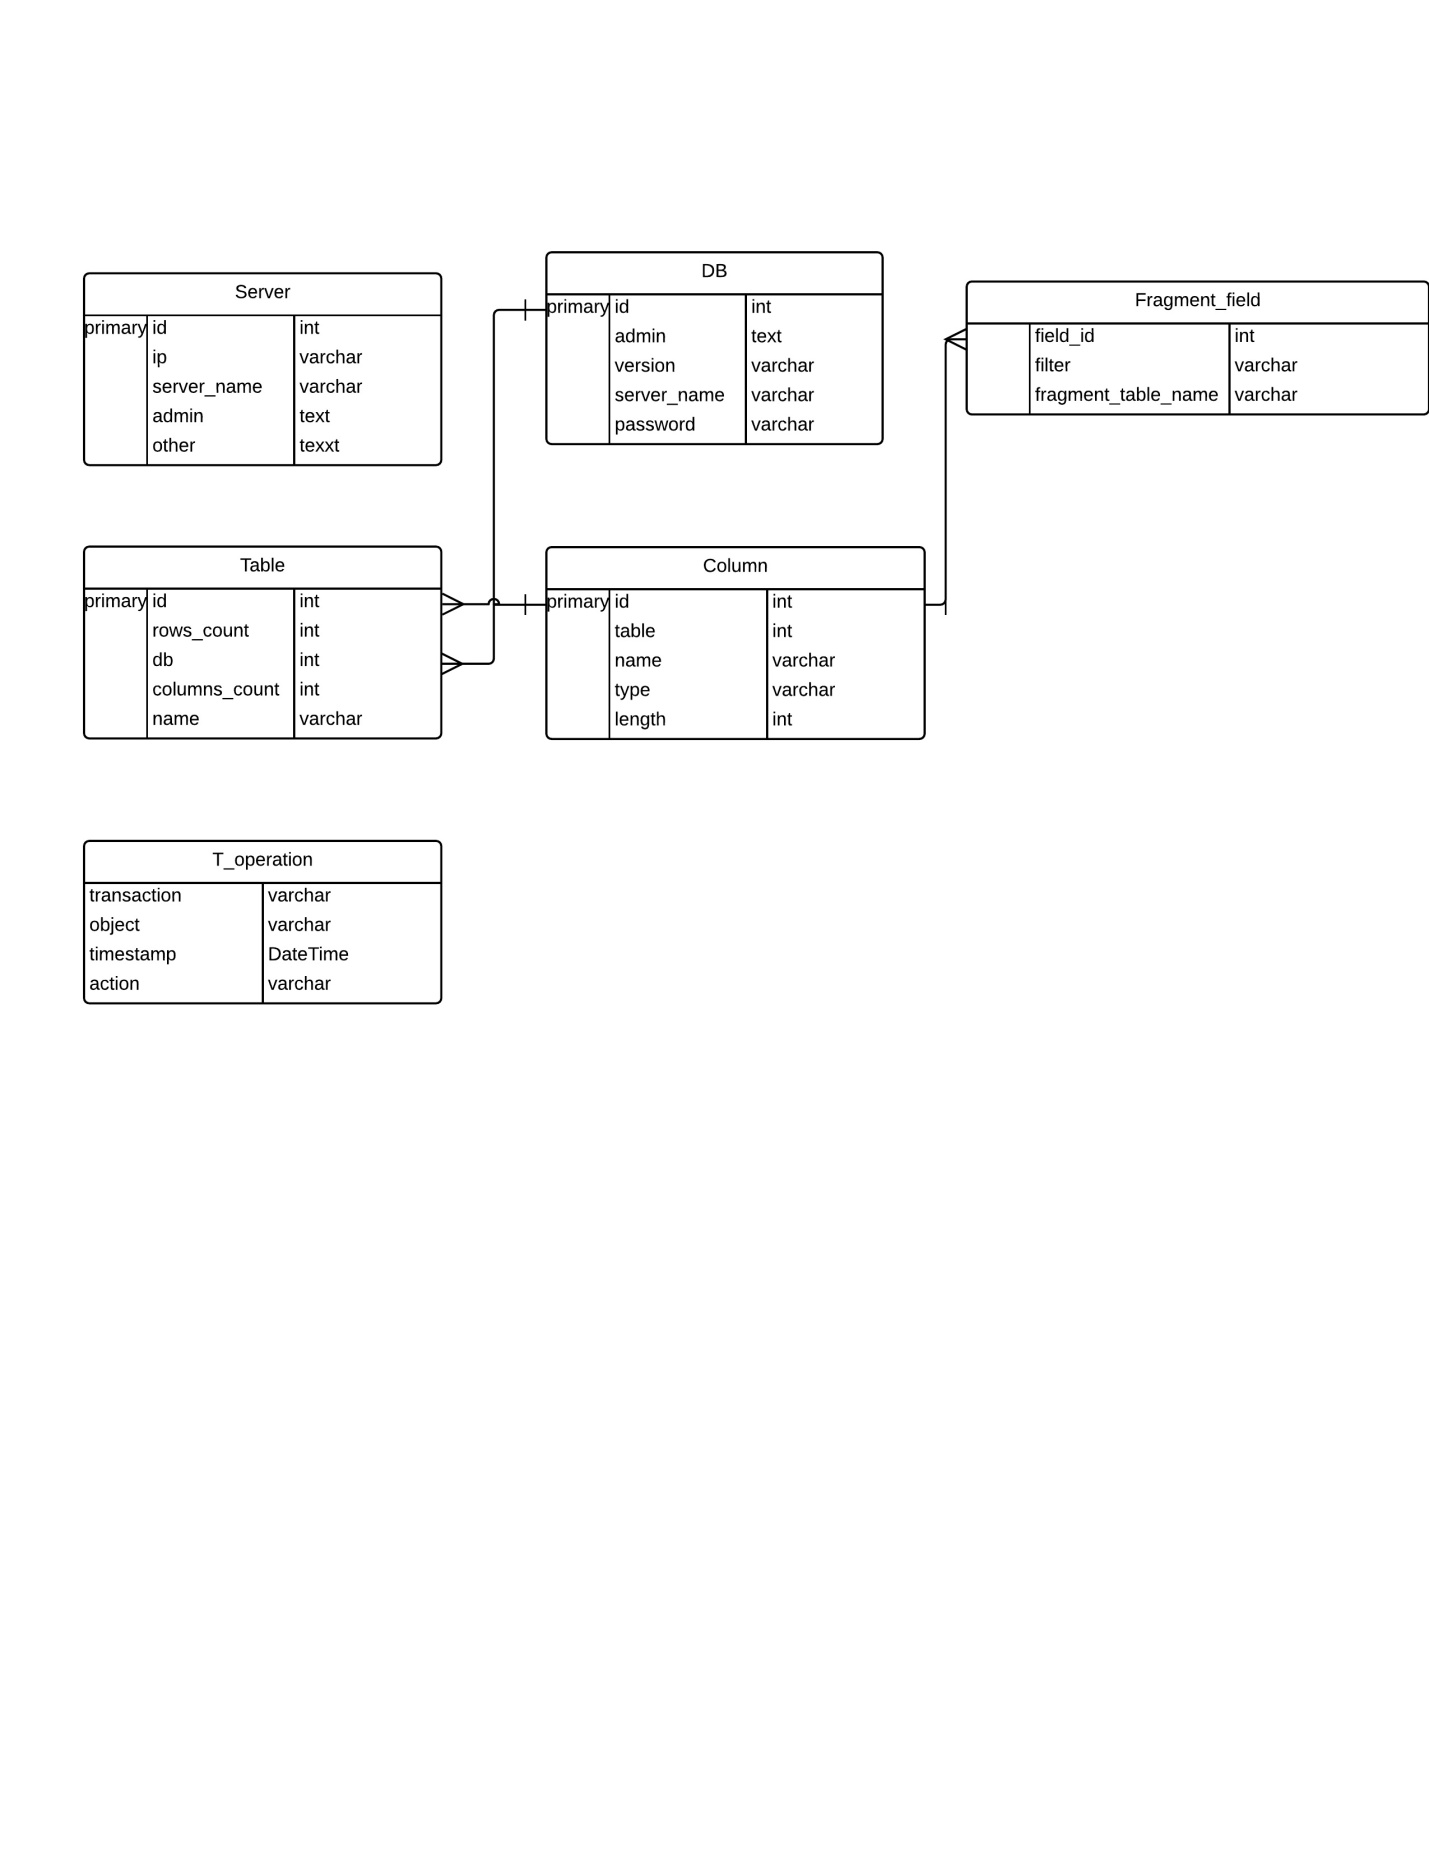 Server
primary id int
ip varchar
server_name varchar
admin text
other texxt
DB
primary id int
admin text
version varchar
server_name varchar
password varchar
Fragment_field
field_id int
filter varchar
fragment_table_name varchar
Table
primary id int
rows_count int
db int
columns_count int
name varchar
Column
primary id int
table int
name varchar
type varchar
length int
T_operation
transaction varchar
object varchar
timestamp DateTime
action varchar